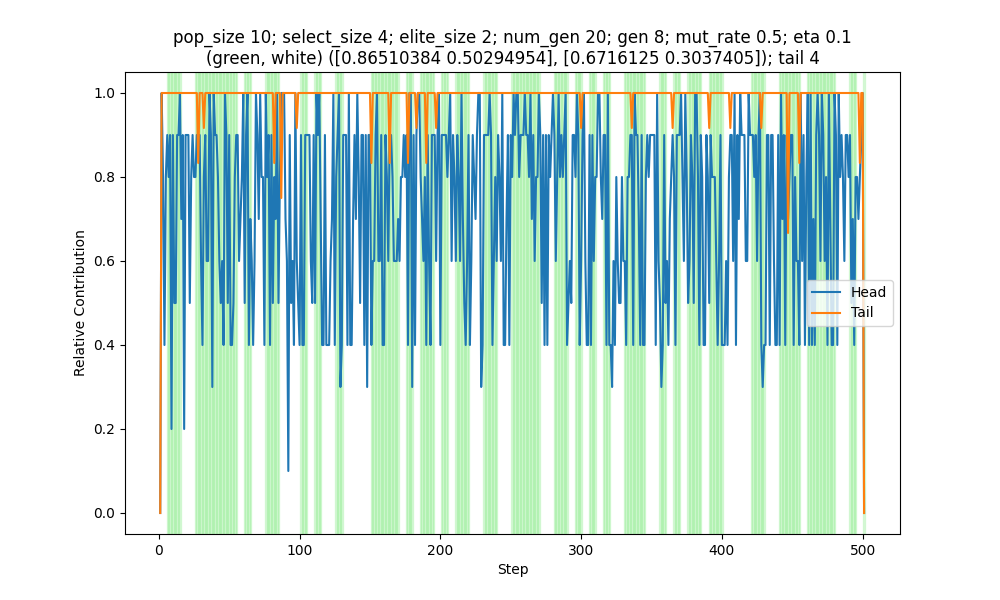 pop_size 10; select_size 4; elite_size 2; num_gen 20; gen 8; mut_rate 0.5; eta 0.1
(green, white) ([0.86510384 0.50294954], [0.6716125 0.3037405]); tail 4
Relative Contribution
1.0
0.8
0.6
0.4
0.2
0.0
Head
Tail
0
100
200
300
400
500
Step